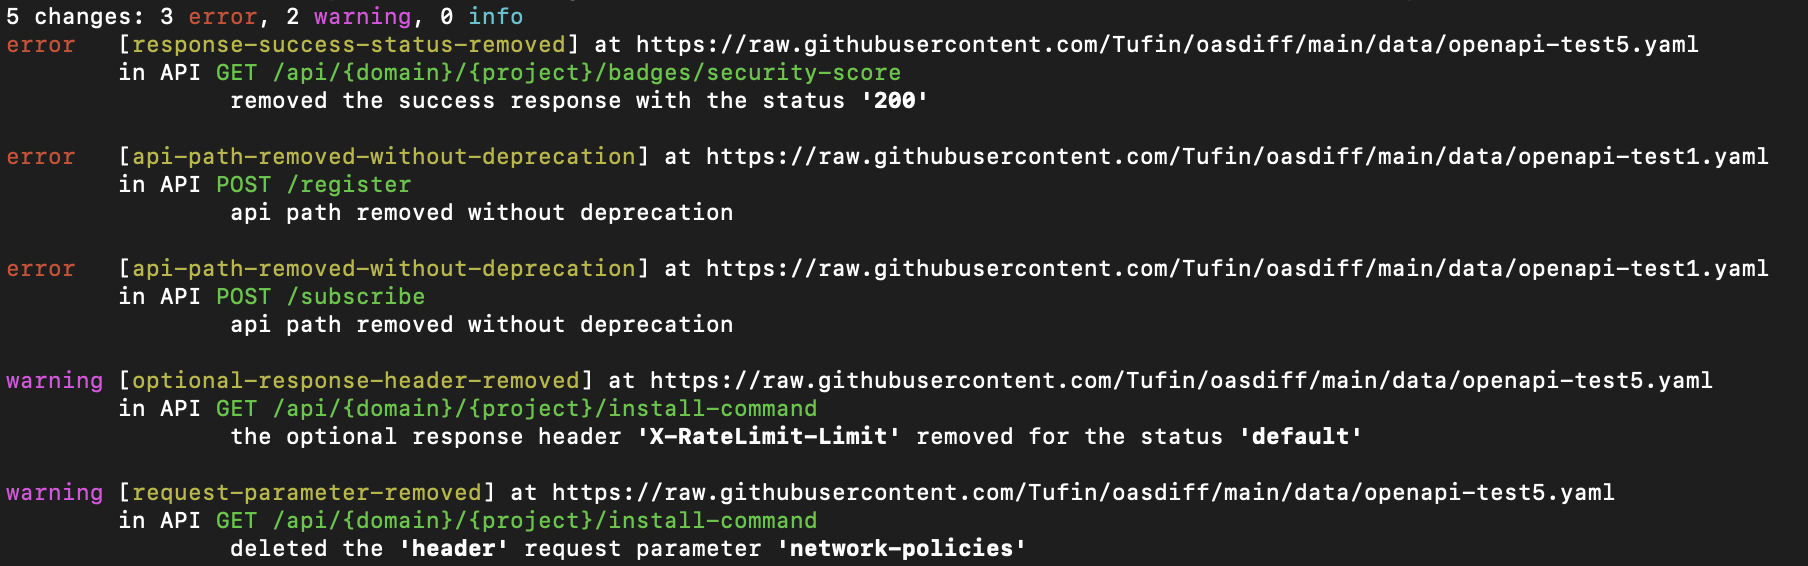 5 changes: 3 error, 2 warning, 0 info
error [response-success-status-removed] at https://raw.githubusercontent.com/Tufin/oasdiff/main/data/openapi-test5.yaml
in API GET /api/{domain}/{project}/badges/security-score
removed the success response with the status '200'
error [api-path-removed-without-deprecation] at https://raw.githubusercontent.com/Tufin/oasdiff/main/data/openapi-test1.yaml
in API POST /register
api path removed without deprecation
error [api-path-removed-without-deprecation] at https://raw.githubusercontent.com/Tufin/oasdiff/main/data/openapi-test1.yaml
in API POST /subscribe
api path removed without deprecation
warning [optional-response-header-removed] at https://raw.githubusercontent.com/Tufin/oasdiff/main/data/openapi-test5.yaml
in API GET /api/{domain}/{project}/install-command
the optional response header 'X-RateLimit-Limit' removed for the status 'default'
warning [request-parameter-removed] at https://raw.githubusercontent.com/Tufin/oasdiff/main/data/openapi-test5.yaml
in API GET /api/{domain}/{project}/install-command
deleted the 'header' request parameter 'network-policies'